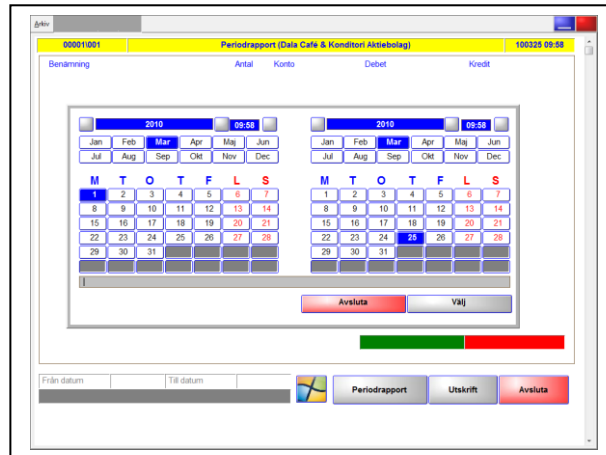 Arkiv
00001\001 Periodrapport (Dala Café & Konditori Aktiebolag) 100325 09:58
Benämning Antal Konto Debet Kredit
2010 09:58 2010 09:58
Jan Feb Mar Apr Maj Jun Jan Feb Mar Apr Maj Jun
Jul Aug Sep Okt Nov Dec Jul Aug Sep Okt Nov Dec
M T O T F L S M T O T F L S
1 2 3 4 5 6 7 1 2 3 4 5 6 7
8 9 10 11 12 13 14 8 9 10 11 12 13 14
15 16 17 18 19 20 21 15 16 17 18 19 20 21
22 23 24 25 26 27 28 22 23 24 25 26 27 28
29 30 31 29 30 31
Avsluta Välj
Från datum Till datum
Periodrapport Utskrift Avsluta